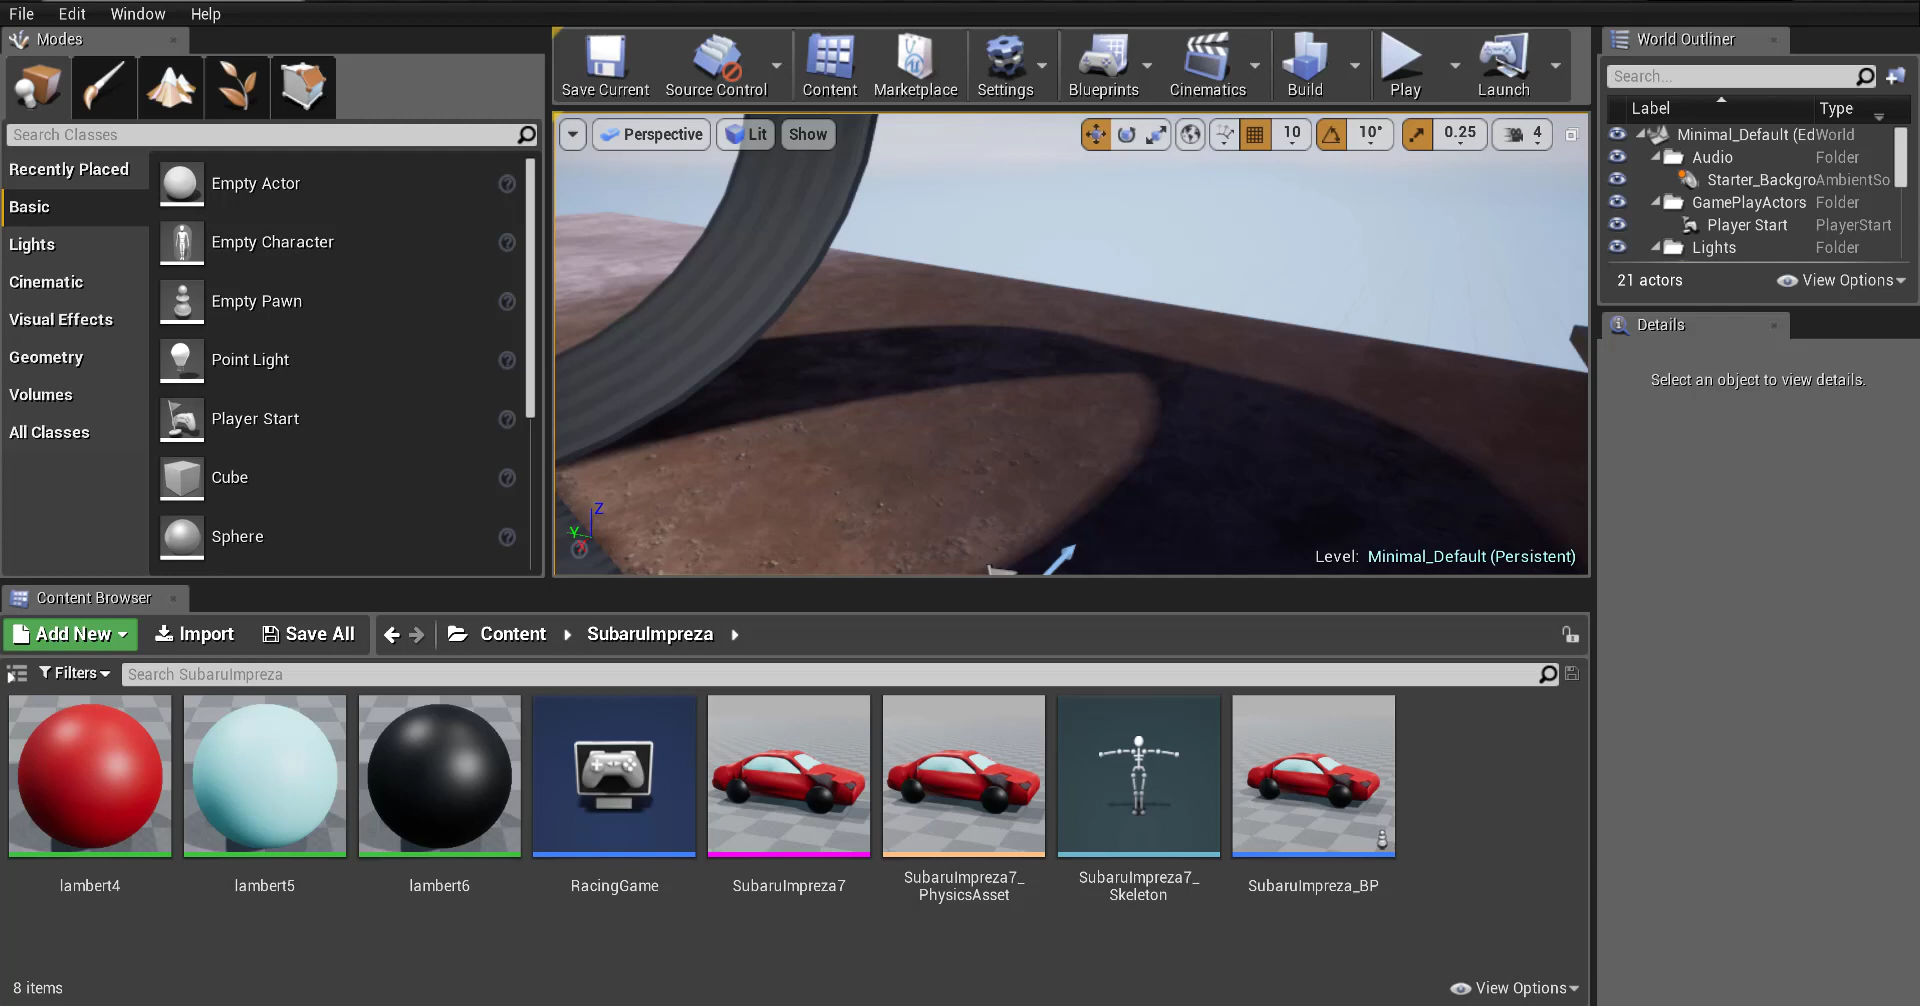 File Edit Window Help
Modes
Save Current
Source Control
Content
Marketplace
Settings
Blueprints
Cinematics
Build
Play
Launch
World Outliner
Search...
Label Type
Minimal_Default (Ed World
Audio Folder
Starter_Backgro AmbientSo
GamePlayActors Folder
Player Start PlayerStart
Lights Folder
21 actors View Options
Details
Select an object to view details.
Search Classes
Recently Placed
Basic
Lights
Cinematic
Visual Effects
Geometry
Volumes
All Classes
Empty Actor
Empty Character
Empty Pawn
Point Light
Player Start
Cube
Sphere
Perspective Lit Show 10 10° 0.25 4
Z
Y
X
Level: Minimal_Default (Persistent)
Content Browser
Add New Import Save All Content SubaruImpreza
Filters Search SubaruImpreza
lambert4
lambert5
lambert6
RacingGame
SubaruImpreza7
SubaruImpreza7_
PhysicsAsset
SubaruImpreza7_
Skeleton
SubaruImpreza_BP
8 items View Options